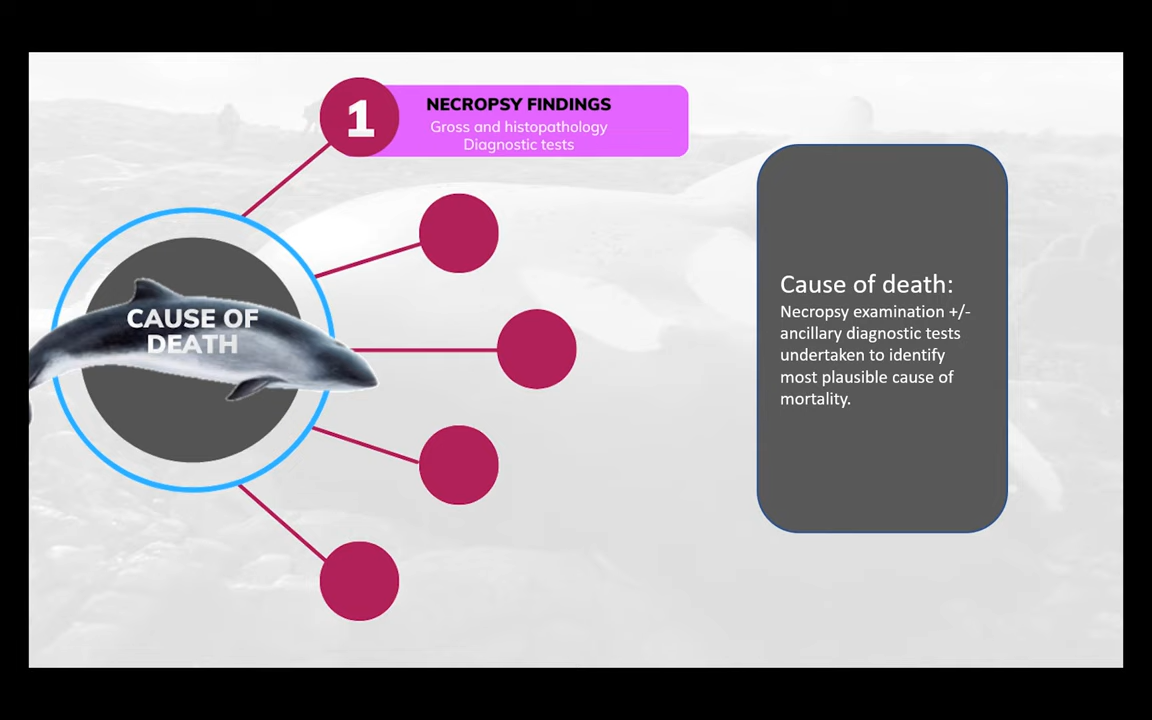 1
NECROPSY FINDINGS
Gross and histopathology
Diagnostic tests
CAUSE OF
DEATH
Cause of death:
Necropsy examination +/-
ancillary diagnostic tests
undertaken to identify
most plausible cause of
mortality.